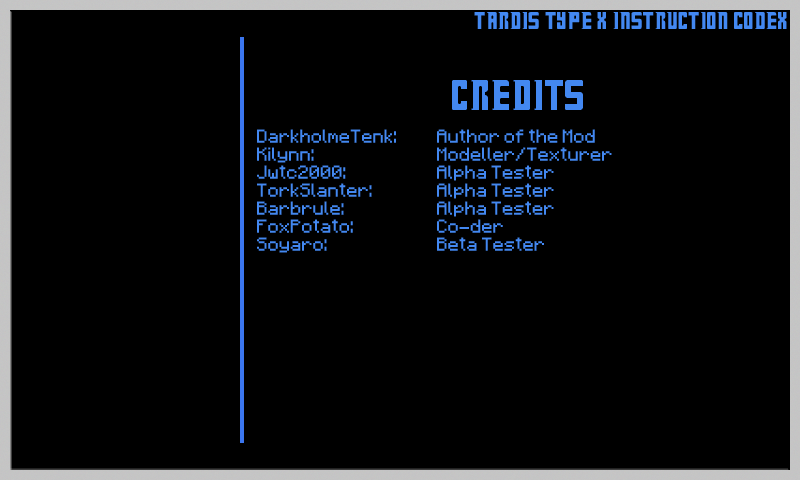 TARDIS TYPE X INSTRUCTION CODEX
CREDITS
DarkholmeTenk: Author of the Mod
Kilynn: Modeller/Texturer
Jwtc2000: Alpha Tester
TorkSlanter: Alpha Tester
Barbrule: Alpha Tester
FoxPotato: Co-der
Soyaro: Beta Tester